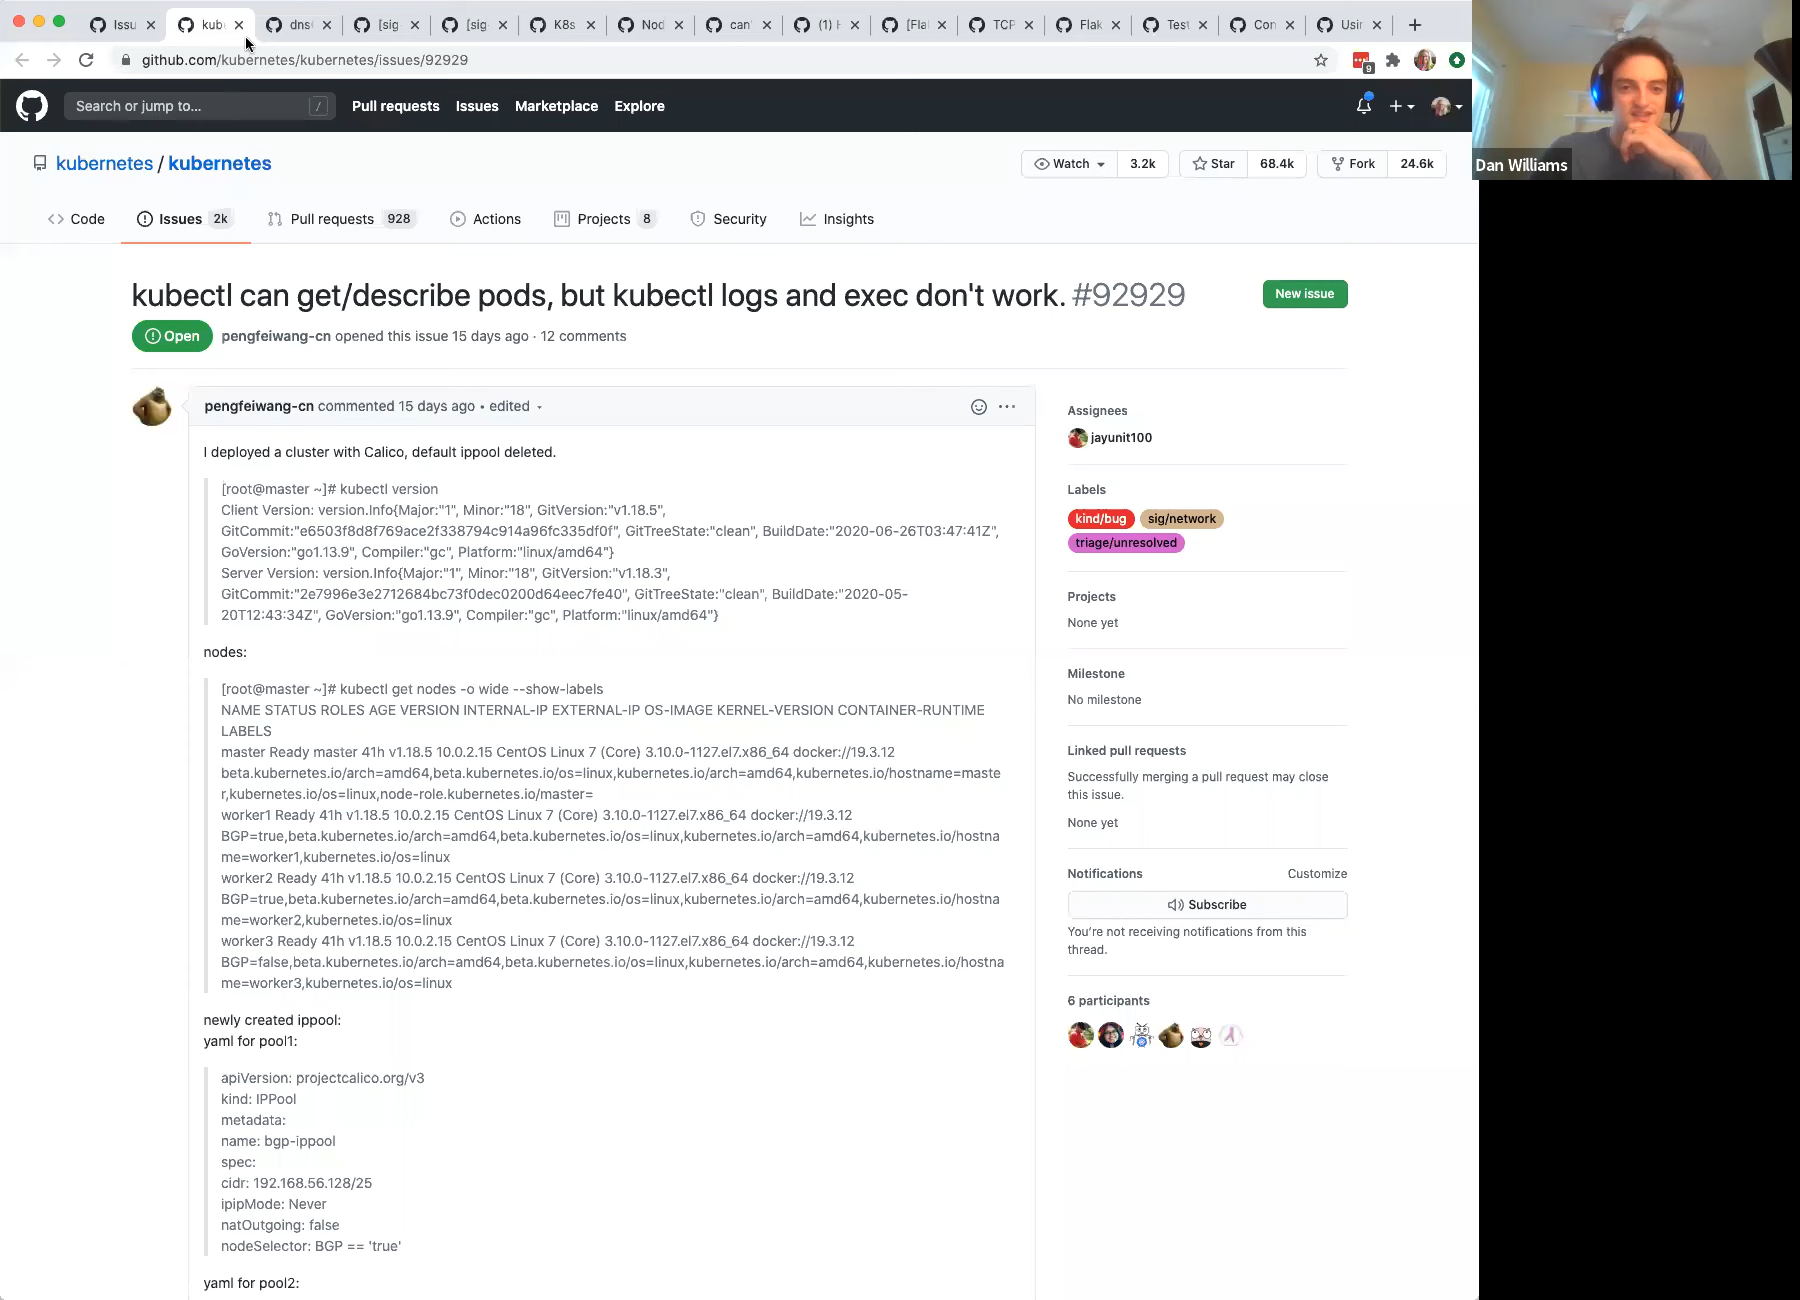 Issu
kube
dns
[sig-
[sig
K8s
Nod
can'
(1) F
[Fla
TCP
Flak
Test
Con
Usin
github.com/kubernetes/kubernetes/issues/92929
9
Search or jump to...
/
Pull requests
Issues
Marketplace
Explore
kubernetes / kubernetes
Watch
3.2k
Star
68.4k
Fork
24.6k
Dan Williams
Code
Issues 2k
Pull requests 928
Actions
Projects 8
Security
Insights
kubectl can get/describe pods, but kubectl logs and exec don't work. #92929
New issue
Open
pengfeiwang-cn opened this issue 15 days ago · 12 comments
pengfeiwang-cn commented 15 days ago • edited
I deployed a cluster with Calico, default ippool deleted.
[root@master ~]# kubectl version
Client Version: version.Info{Major:"1", Minor:"18", GitVersion:"v1.18.5",
GitCommit:"e6503f8d8f769ace2f338794c914a96fc335df0f", GitTreeState:"clean", BuildDate:"2020-06-26T03:47:41Z",
GoVersion:"go1.13.9", Compiler:"gc", Platform:"linux/amd64"}
Server Version: version.Info{Major:"1", Minor:"18", GitVersion:"v1.18.3",
GitCommit:"2e7996e3e2712684bc73f0dec0200d64eec7fe40", GitTreeState:"clean", BuildDate:"2020-05-
20T12:43:34Z", GoVersion:"go1.13.9", Compiler:"gc", Platform:"linux/amd64"}
nodes:
[root@master ~]# kubectl get nodes -o wide --show-labels
NAME STATUS ROLES AGE VERSION INTERNAL-IP EXTERNAL-IP OS-IMAGE KERNEL-VERSION CONTAINER-RUNTIME
LABELS
master Ready master 41h v1.18.5 10.0.2.15 CentOS Linux 7 (Core) 3.10.0-1127.el7.x86_64 docker://19.3.12
beta.kubernetes.io/arch=amd64,beta.kubernetes.io/os=linux,kubernetes.io/arch=amd64,kubernetes.io/hostname=maste
r,kubernetes.io/os=linux,node-role.kubernetes.io/master=
worker1 Ready 41h v1.18.5 10.0.2.15 CentOS Linux 7 (Core) 3.10.0-1127.el7.x86_64 docker://19.3.12
BGP=true,beta.kubernetes.io/arch=amd64,beta.kubernetes.io/os=linux,kubernetes.io/arch=amd64,kubernetes.io/hostna
me=worker1,kubernetes.io/os=linux
worker2 Ready 41h v1.18.5 10.0.2.15 CentOS Linux 7 (Core) 3.10.0-1127.el7.x86_64 docker://19.3.12
BGP=true,beta.kubernetes.io/arch=amd64,beta.kubernetes.io/os=linux,kubernetes.io/arch=amd64,kubernetes.io/hostna
me=worker2,kubernetes.io/os=linux
worker3 Ready 41h v1.18.5 10.0.2.15 CentOS Linux 7 (Core) 3.10.0-1127.el7.x86_64 docker://19.3.12
BGP=false,beta.kubernetes.io/arch=amd64,beta.kubernetes.io/os=linux,kubernetes.io/arch=amd64,kubernetes.io/hostna
me=worker3,kubernetes.io/os=linux
newly created ippool:
yaml for pool1:
apiVersion: projectcalico.org/v3
kind: IPPool
metadata:
name: bgp-ippool
spec:
cidr: 192.168.56.128/25
ipipMode: Never
natOutgoing: false
nodeSelector: BGP == 'true'
yaml for pool2:
Assignees
jayunit100
Labels
kind/bug
sig/network
triage/unresolved
Projects
None yet
Milestone
No milestone
Linked pull requests
Successfully merging a pull request may close
this issue.
None yet
Notifications
Customize
Subscribe
You're not receiving notifications from this
thread.
6 participants